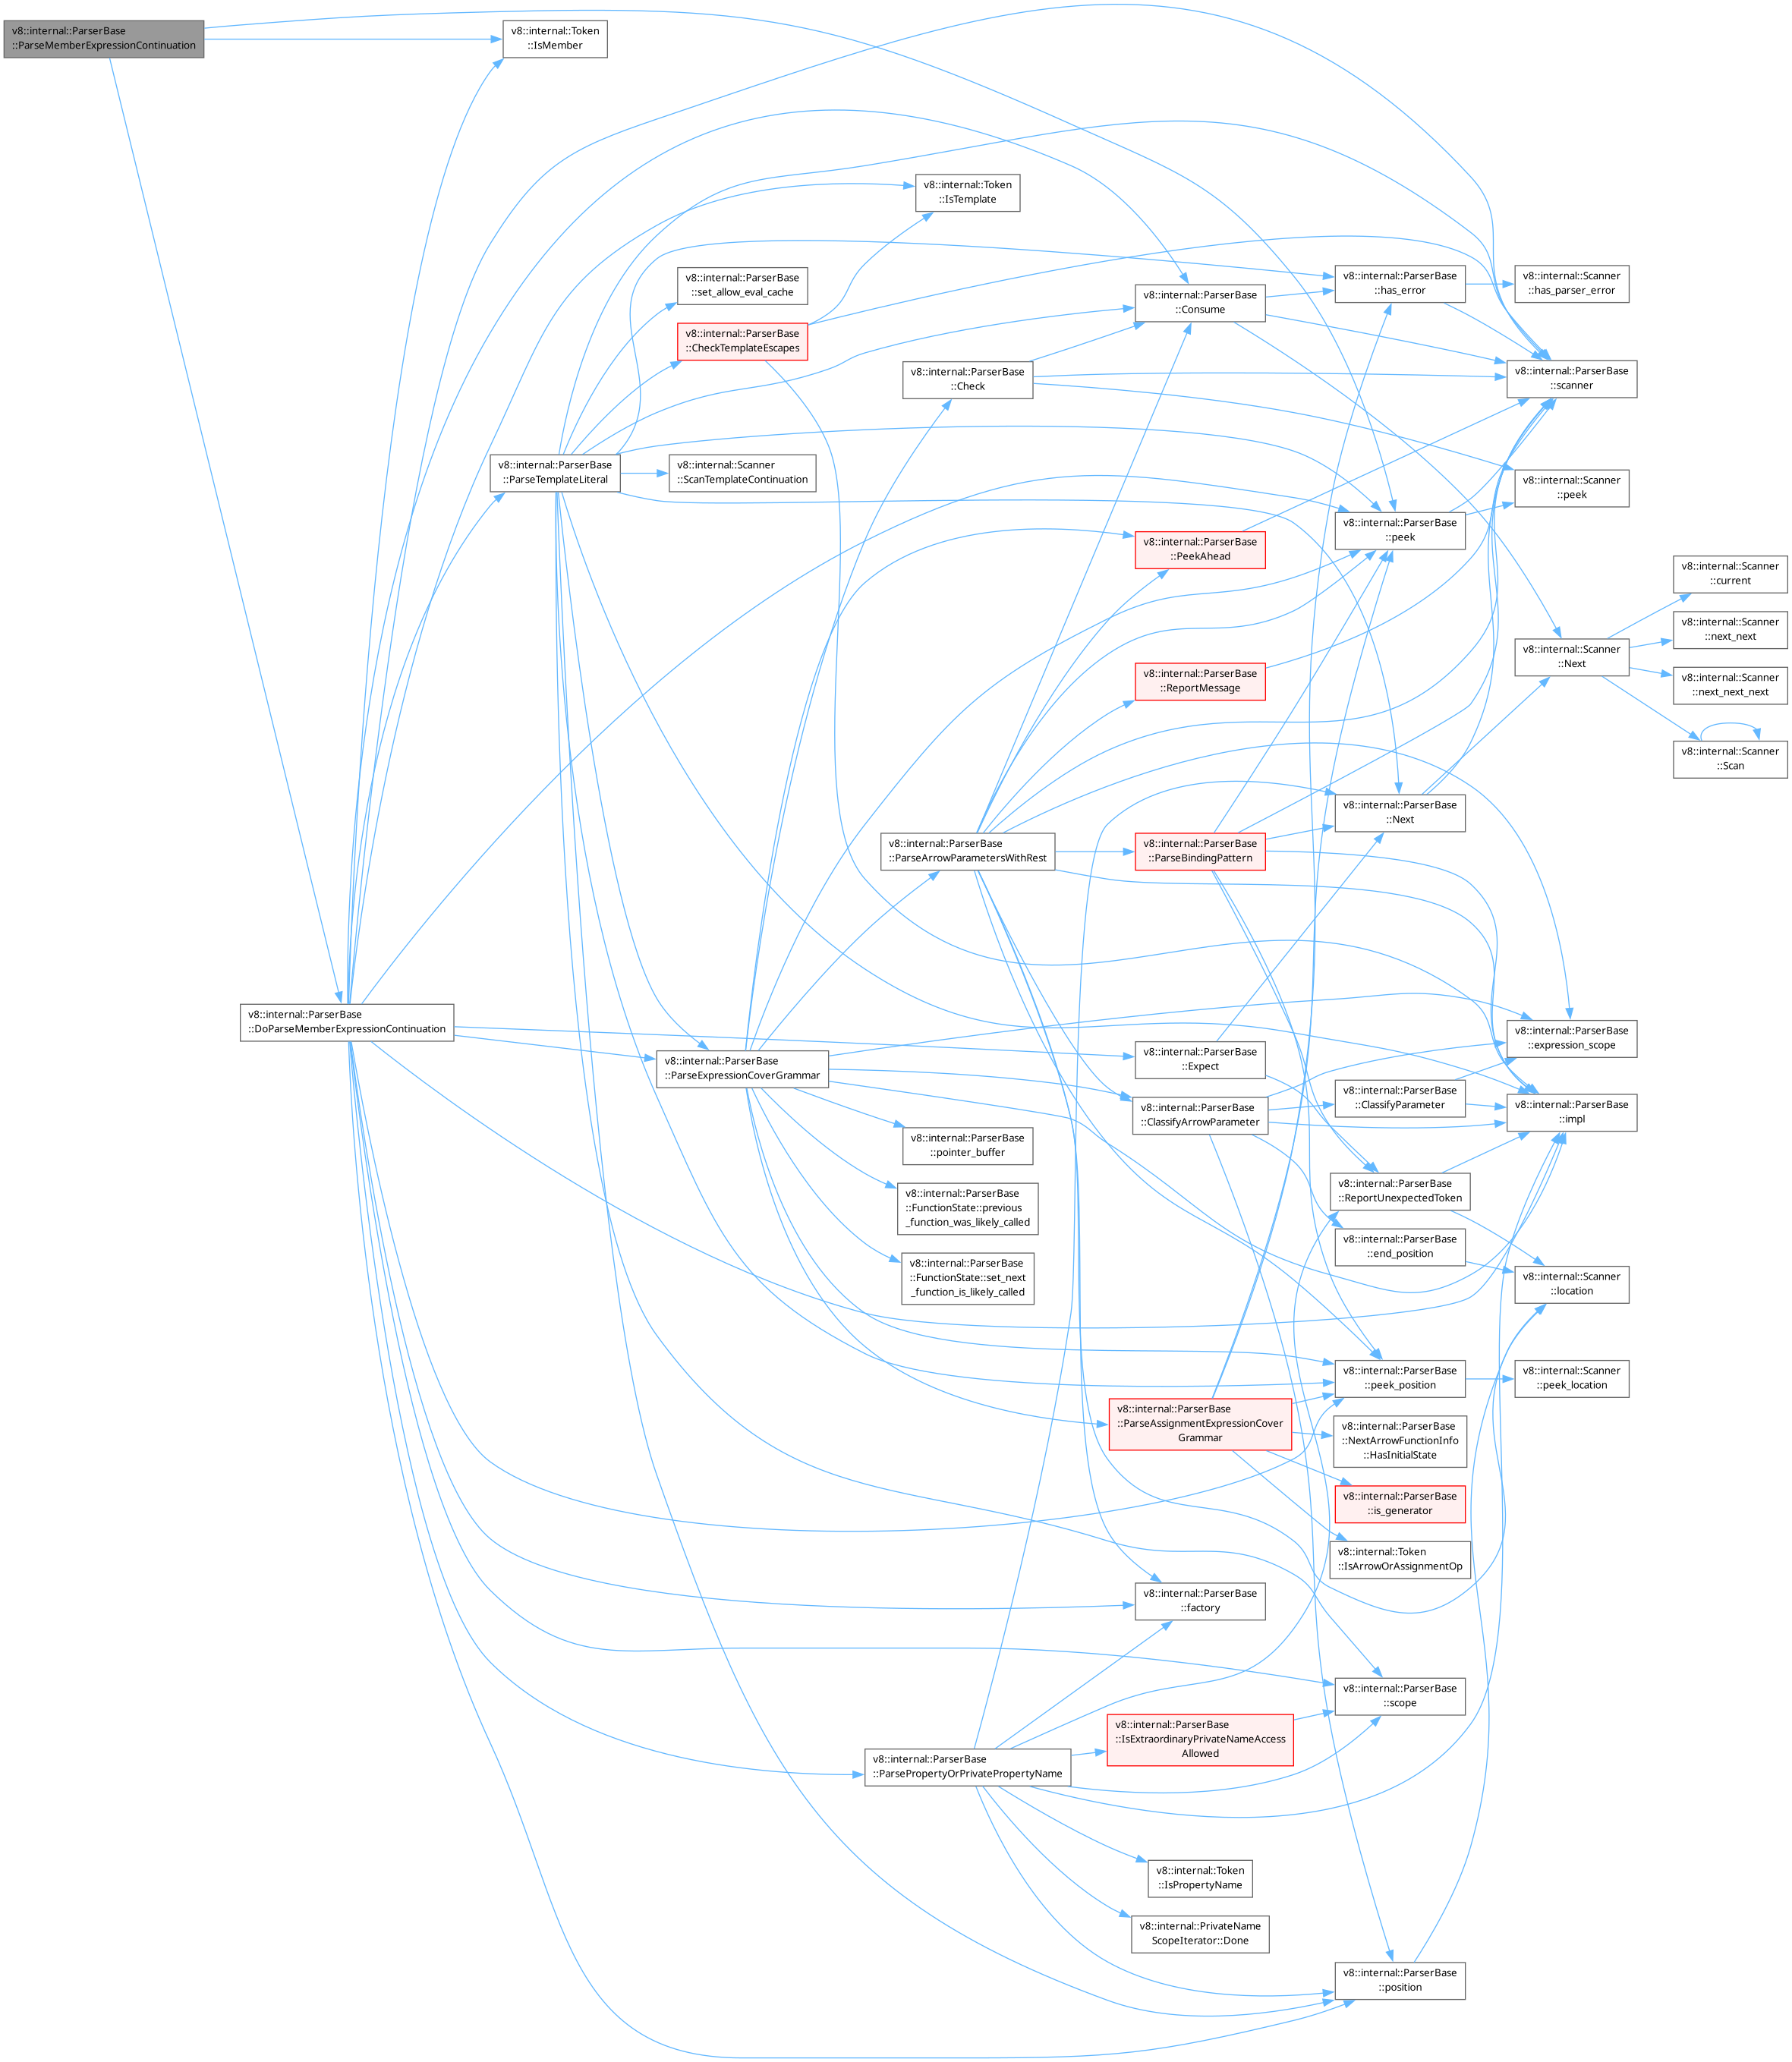 v8::internal::ParserBase
::ParseMemberExpressionContinuation
v8::internal::Token
::IsMember
v8::internal::Token
::IsTemplate
v8::internal::ParserBase
::set_allow_eval_cache
v8::internal::ParserBase
::CheckTemplateEscapes
v8::internal::ParserBase
::Consume
v8::internal::ParserBase
::has_error
v8::internal::Scanner
::has_parser_error
v8::internal::ParserBase
::Check
v8::internal::ParserBase
::scanner
v8::internal::ParserBase
::ParseTemplateLiteral
v8::internal::Scanner
::ScanTemplateContinuation
v8::internal::Scanner
::peek
v8::internal::ParserBase
::PeekAhead
v8::internal::ParserBase
::peek
v8::internal::Scanner
::current
v8::internal::Scanner
::next_next
v8::internal::Scanner
::Next
v8::internal::Scanner
::next_next_next
v8::internal::ParserBase
::ReportMessage
v8::internal::Scanner
::Scan
v8::internal::ParserBase
::Next
v8::internal::ParserBase
::ParseArrowParametersWithRest
v8::internal::ParserBase
::ParseBindingPattern
v8::internal::ParserBase
::DoParseMemberExpressionContinuation
v8::internal::ParserBase
::expression_scope
v8::internal::ParserBase
::ParseExpressionCoverGrammar
v8::internal::ParserBase
::Expect
v8::internal::ParserBase
::ClassifyParameter
v8::internal::ParserBase
::impl
v8::internal::ParserBase
::ClassifyArrowParameter
v8::internal::ParserBase
::pointer_buffer
v8::internal::ParserBase
::ReportUnexpectedToken
v8::internal::ParserBase
::FunctionState::previous
_function_was_likely_called
v8::internal::ParserBase
::end_position
v8::internal::ParserBase
::FunctionState::set_next
_function_is_likely_called
v8::internal::Scanner
::location
v8::internal::ParserBase
::peek_position
v8::internal::Scanner
::peek_location
v8::internal::ParserBase
::ParseAssignmentExpressionCover
Grammar
v8::internal::ParserBase
::NextArrowFunctionInfo
::HasInitialState
v8::internal::ParserBase
::is_generator
v8::internal::Token
::IsArrowOrAssignmentOp
v8::internal::ParserBase
::factory
v8::internal::ParserBase
::scope
v8::internal::ParserBase
::ParsePropertyOrPrivatePropertyName
v8::internal::ParserBase
::IsExtraordinaryPrivateNameAccess
Allowed
v8::internal::Token
::IsPropertyName
v8::internal::PrivateName
ScopeIterator::Done
v8::internal::ParserBase
::position